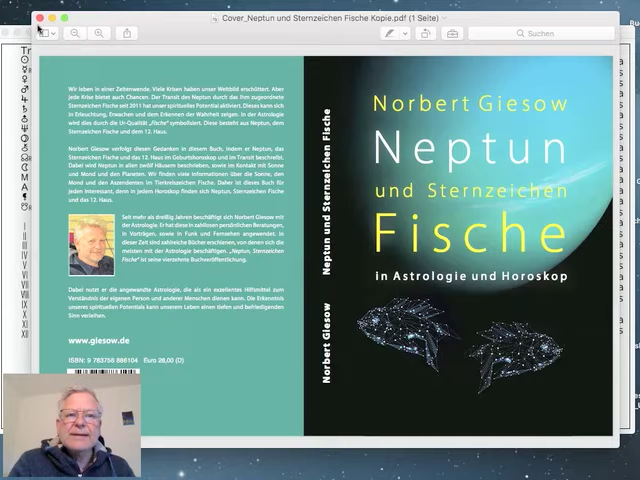 Cover_Neptun und Sternzeichen Fische Kopie.pdf (1 Seite)
Suchen
Wir leben in einer Zeitenwende. Viele Krisen haben unser Weltbild erschüttert. Aber
jede Krise bietet auch Chancen. Der Transit des Neptun durch das ihm zugeordnete
Sternzeichen Fische seit 2011 hat unser spirituelles Potential aktiviert. Dieses kann sich
in Erleuchtung, Erwachen und dem Erkennen der Wahrheit zeigen. In der Astrologie
wird dies durch die Ur-Qualität „Fische“ symbolisiert. Diese besteht aus Neptun, dem
Sternzeichen Fische und dem 12. Haus.
Norbert Giesow verfolgt diesen Gedanken in diesem Buch, indem er Neptun, das
Sternzeichen Fische und das 12. Haus im Geburtshoroskop und im Transit beschreibt.
Dabei wird Neptun in allen zwölf Häusern beschrieben, sowie im Kontakt mit Sonne
und Mond und den Planeten. Wir finden viele Informationen über die Sonne, den
Mond und den Aszendenten im Tierkreiszeichen Fische. Daher ist dieses Buch für
jeden interessant, denn in jedem Horoskop finden sich Neptun, Sternzeichen Fische
und das 12. Haus.
Seit mehr als dreißig Jahren beschäftigt sich Norbert Giesow mit
der Astrologie. Er hat diese in zahllosen persönlichen Beratungen,
in Vorträgen, sowie in Funk und Fernsehen angewendet. In
dieser Zeit sind zahlreiche Bücher erschienen, von denen sich die
meisten mit der Astrologie beschäftigen. „Neptun, Sternzeichen
Fische“ ist seine vierzehnte Buchveröffentlichung.
Dabei nutzt er die angewandte Astrologie, die als ein exzellentes Hilfsmittel zum
Verständnis der eigenen Person und anderer Menschen dienen kann. Die Erkenntnis
unseres spirituellen Potentials kann unserem Leben einen tiefen und befriedigenden
Sinn verleihen.
www.giesow.de
ISBN: 9 783756 886104 Euro 28,00 (D)
Neptun und Sternzeichen Fische
Norbert Giesow
Norbert Giesow
Neptun
und Sternzeichen
Fische
in Astrologie und Horoskop